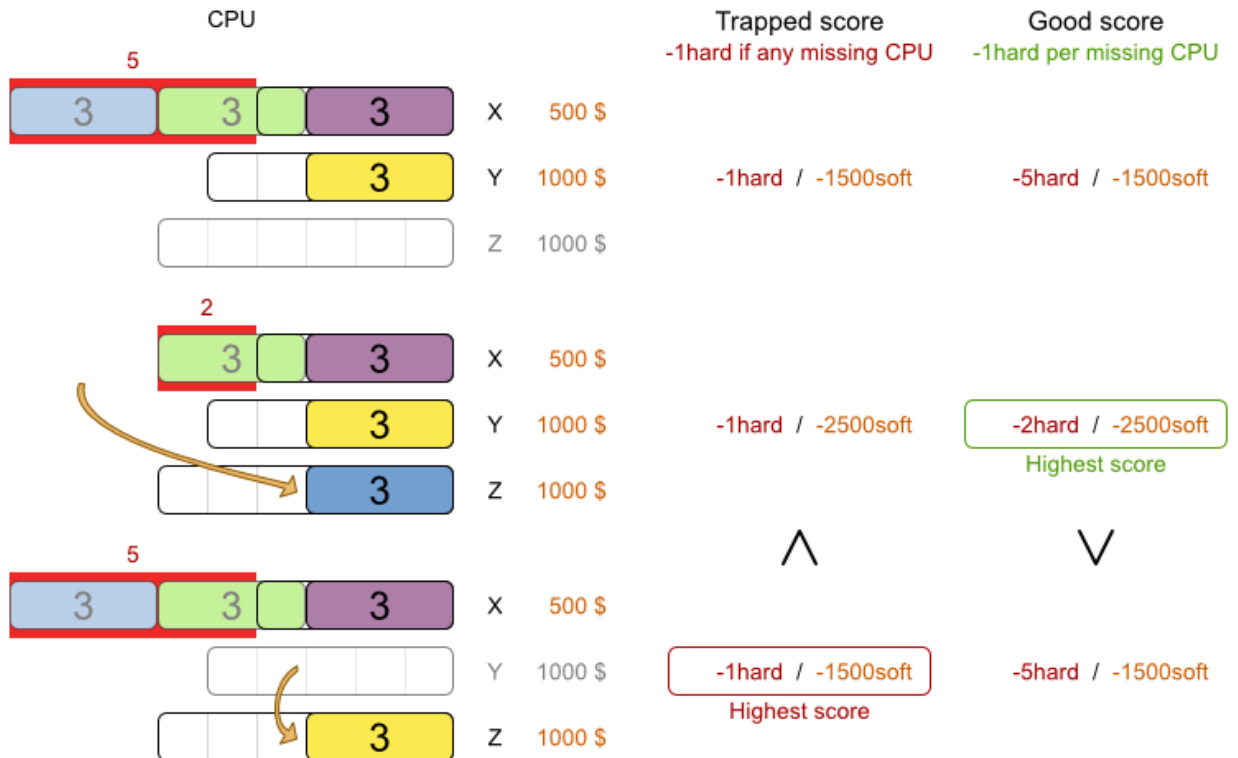 CPU Trapped score Good score
-1hard if any missing CPU -1hard per missing CPU
5
3 3 3 X 500 $
3 Y 1000 $ -1hard / -1500soft -5hard / -1500soft
Z 1000 $
2
3 3 X 500 $
3 Y 1000 $ -1hard / -2500soft -2hard / -2500soft
Highest score
3 Z 1000 $
5 < >
3 3 3 X 500 $
Y 1000 $ -1hard / -1500soft -5hard / -1500soft
Highest score
3 Z 1000 $